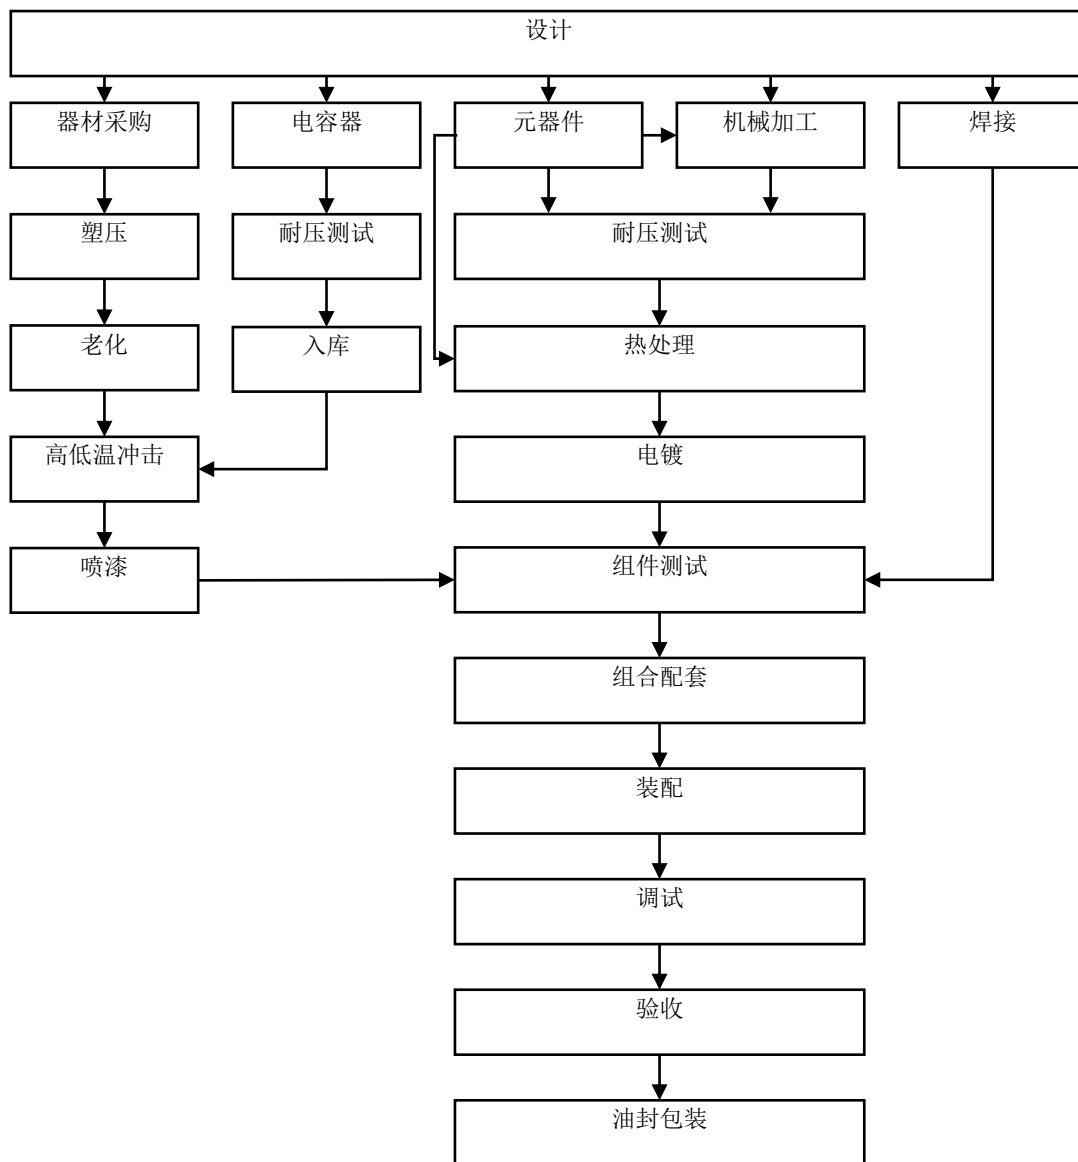 设计
器材采购
电容器
元器件
机械加工
焊接
塑压
耐压测试
耐压测试
老化
入库
热处理
高低温冲击
电镀
喷漆
组件测试
组合配套
装配
调试
验收
油封包装